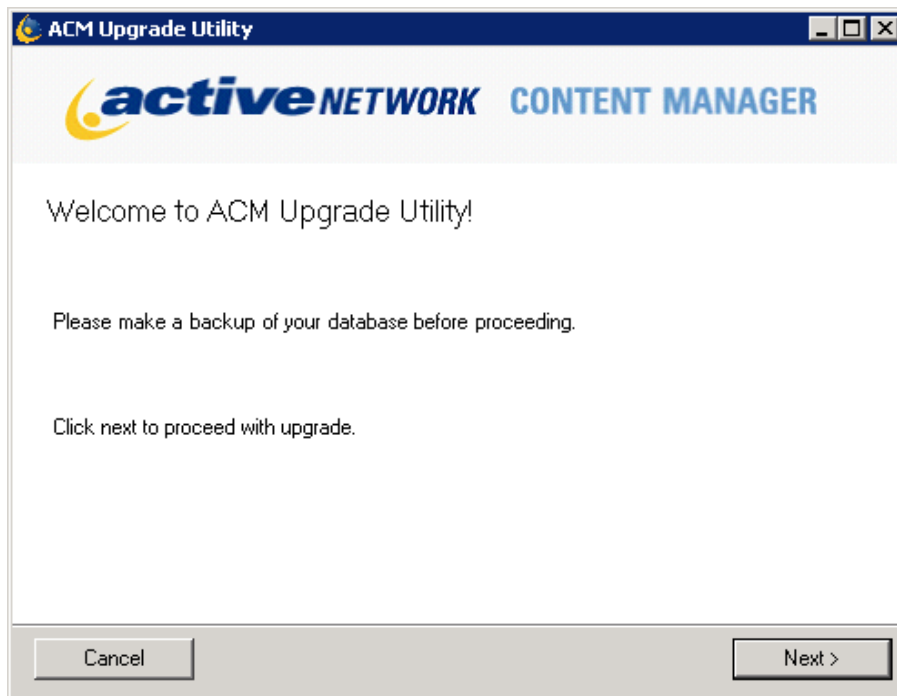 ACM Upgrade Utility
active NETWORK CONTENT MANAGER
Welcome to ACM Upgrade Utility!
Please make a backup of your database before proceeding.
Click next to proceed with upgrade.
Cancel Next >